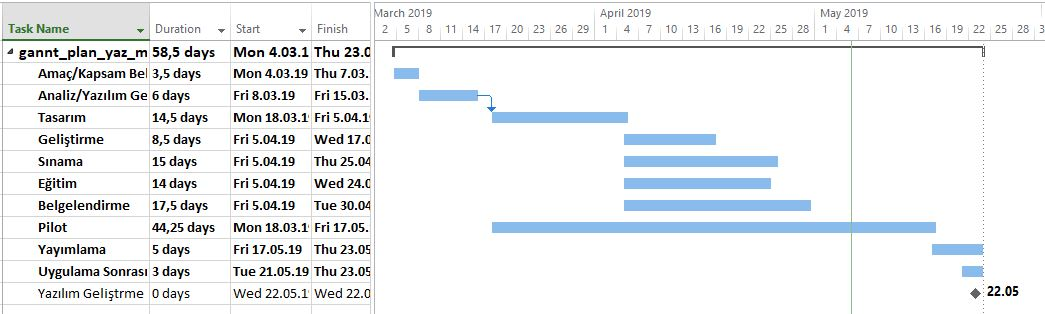 March 2019 April 2019 May 2019
Task Name Duration Start Finish 2 5 8 11 14 17 20 23 26 29 1 4 7 10 13 16 19 22 25 28 1 4 7 10 13 16 19 22 25 28 3
gannt_plan_yaz_m 58,5 days Mon 4.03.1 Thu 23.0
Amaç/Kapsam Bel 3,5 days Mon 4.03.19 Thu 7.03.
Analiz/Yazılım Ge 6 days Fri 8.03.19 Fri 15.03.
Tasarım 14,5 days Mon 18.03.1 Fri 5.04.19
Geliştirme 8,5 days Fri 5.04.19 Wed 17.0
Sınama 15 days Fri 5.04.19 Thu 25.04
Eğitim 14 days Fri 5.04.19 Wed 24.0
Belgelendirme 17,5 days Fri 5.04.19 Tue 30.04
Pilot 44,25 days Mon 18.03.1 Fri 17.05.
Yayımlama 5 days Fri 17.05.19 Thu 23.05
Uygulama Sonrası 3 days Tue 21.05.19 Thu 23.05
Yazılım Geliştrme 0 days Wed 22.05.1 Wed 22.0 22.05